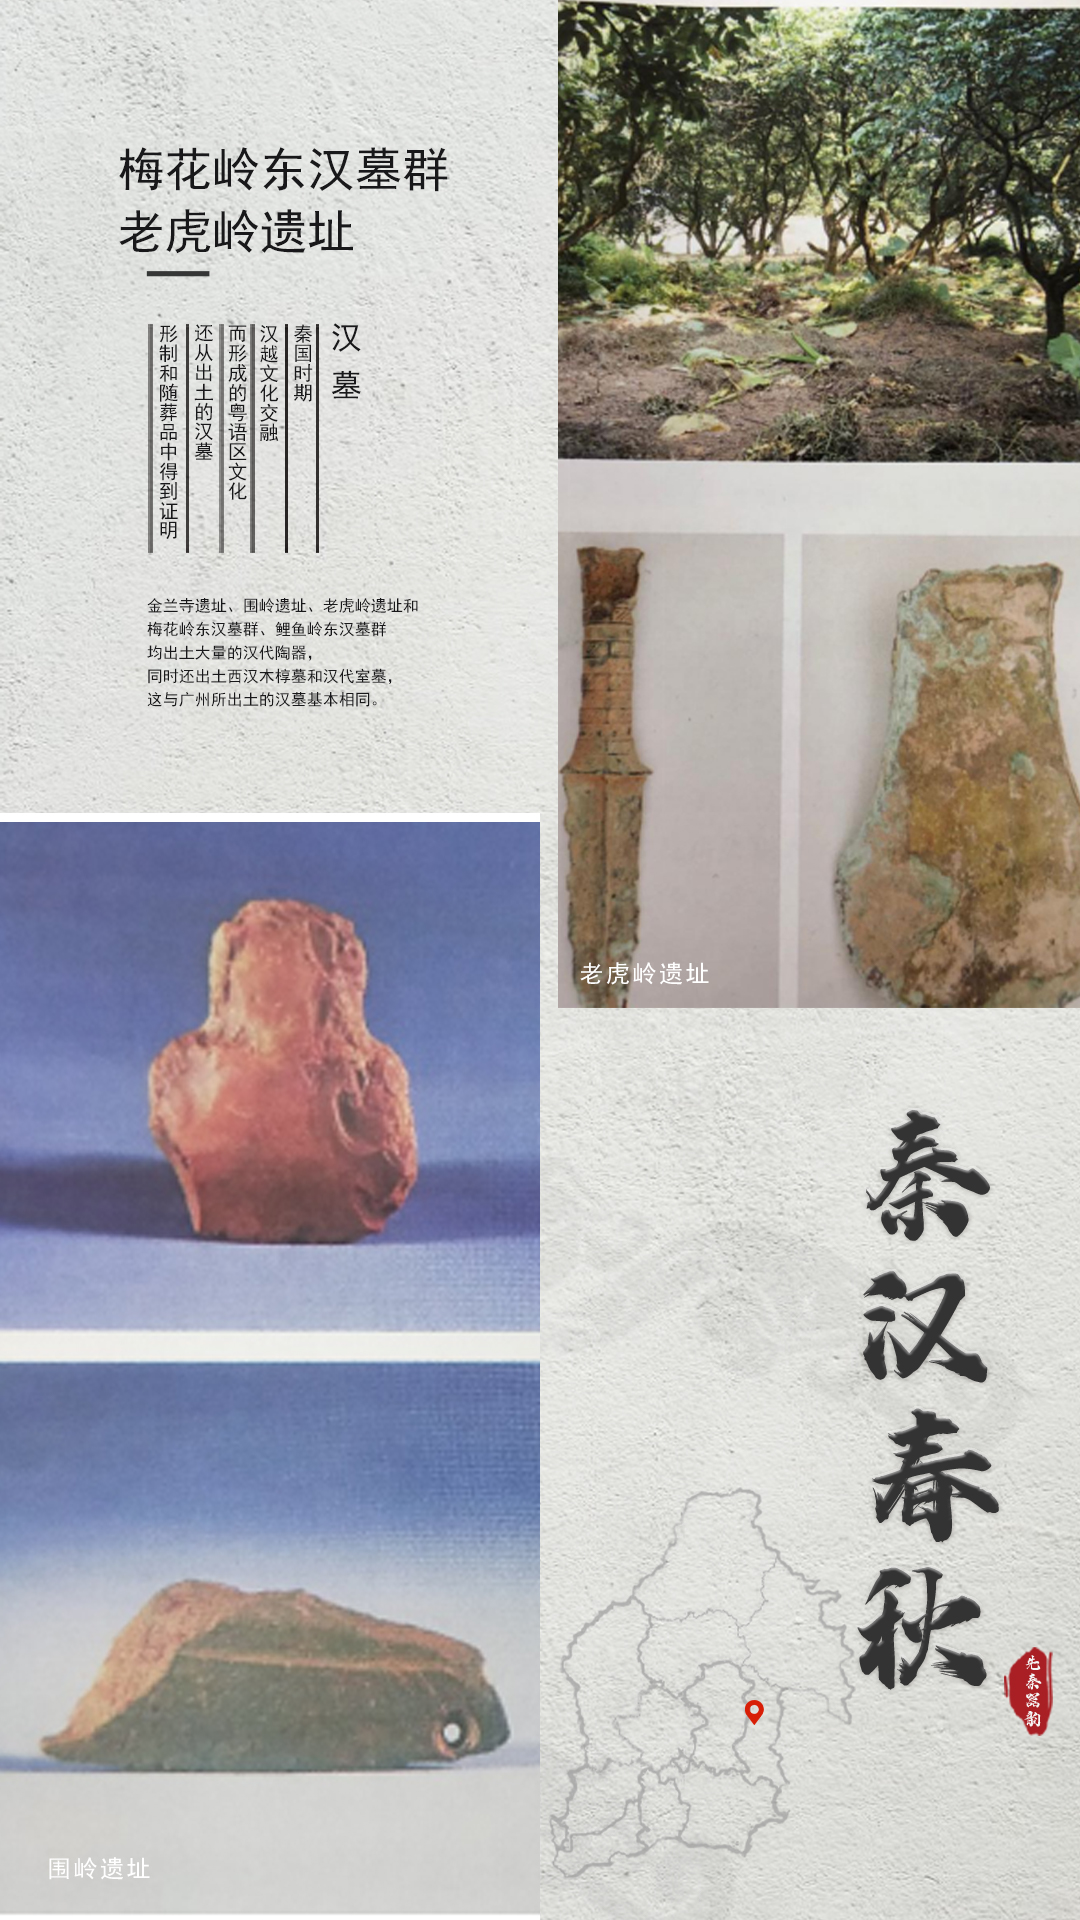 梅花岭东汉墓群
老虎岭遗址
汉墓
秦国时期
汉越文化交融
而形成的粤语区文化
还从出土的汉墓
形制和随葬品中得到证明
金兰寺遗址、围岭遗址、老虎岭遗址和
梅花岭东汉墓群、鲤鱼岭东汉墓群
均出土大量的汉代陶器，
同时还出土西汉木椁墓和汉代室墓，
这与广州所出土的汉墓基本相同。
老虎岭遗址
围岭遗址
秦汉春秋
先秦器韵